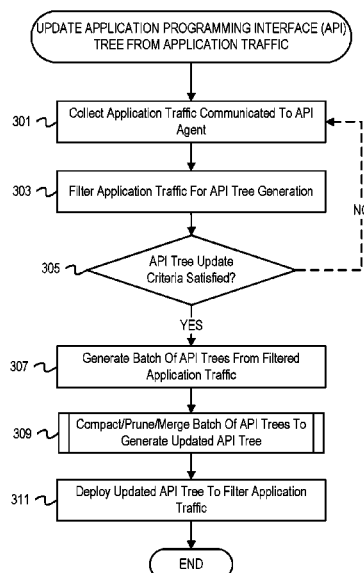 UPDATE APPLICATION PROGRAMMING INTERFACE (API)
TREE FROM APPLICATION TRAFFIC
301
Collect Application Traffic Communicated To API
Agent
303
Filter Application Traffic For API Tree Generation
305
API Tree Update
Criteria Satisfied?
NO
YES
307
Generate Batch Of API Trees From Filtered
Application Traffic
309
Compact/Prune/Merge Batch Of API Trees To
Generate Updated API Tree
311
Deploy Updated API Tree To Filter Application
Traffic
END